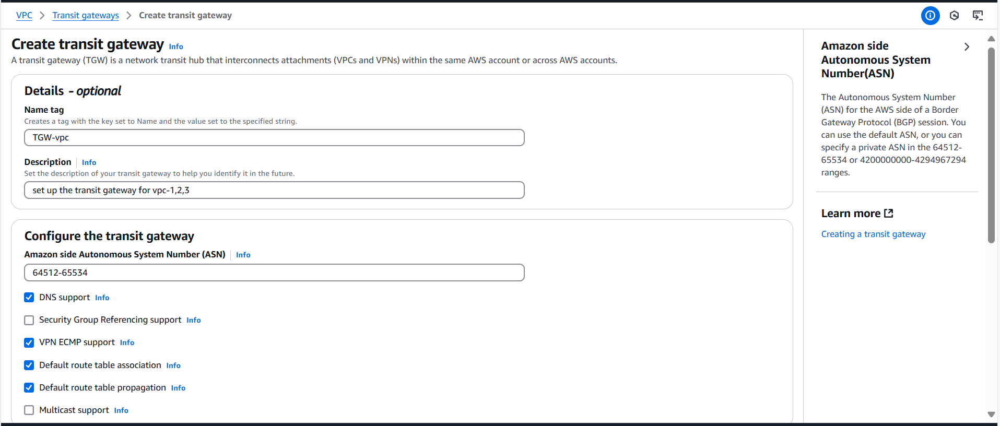 VPC > Transit gateways > Create transit gateway
Create transit gateway Info
A transit gateway (TGW) is a network transit hub that interconnects attachments (VPCs and VPNs) within the same AWS account or across AWS accounts.
Details - optional
Name tag
Creates a tag with the key set to Name and the value set to the specified string.
TGW-vpc
Description Info
Set the description of your transit gateway to help you identify it in the future.
set up the transit gateway for vpc-1,2,3
Configure the transit gateway
Amazon side Autonomous System Number (ASN) Info
64512-65534
DNS support Info
Security Group Referencing support Info
VPN ECMP support Info
Default route table association Info
Default route table propagation Info
Multicast support Info
Amazon side
Autonomous System
Number(ASN)
The Autonomous System Number
(ASN) for the AWS side of a Border
Gateway Protocol (BGP) session. You
can use the default ASN, or you can
specify a private ASN in the 64512-
65534 or 4200000000-4294967294
ranges.
Learn more
Creating a transit gateway